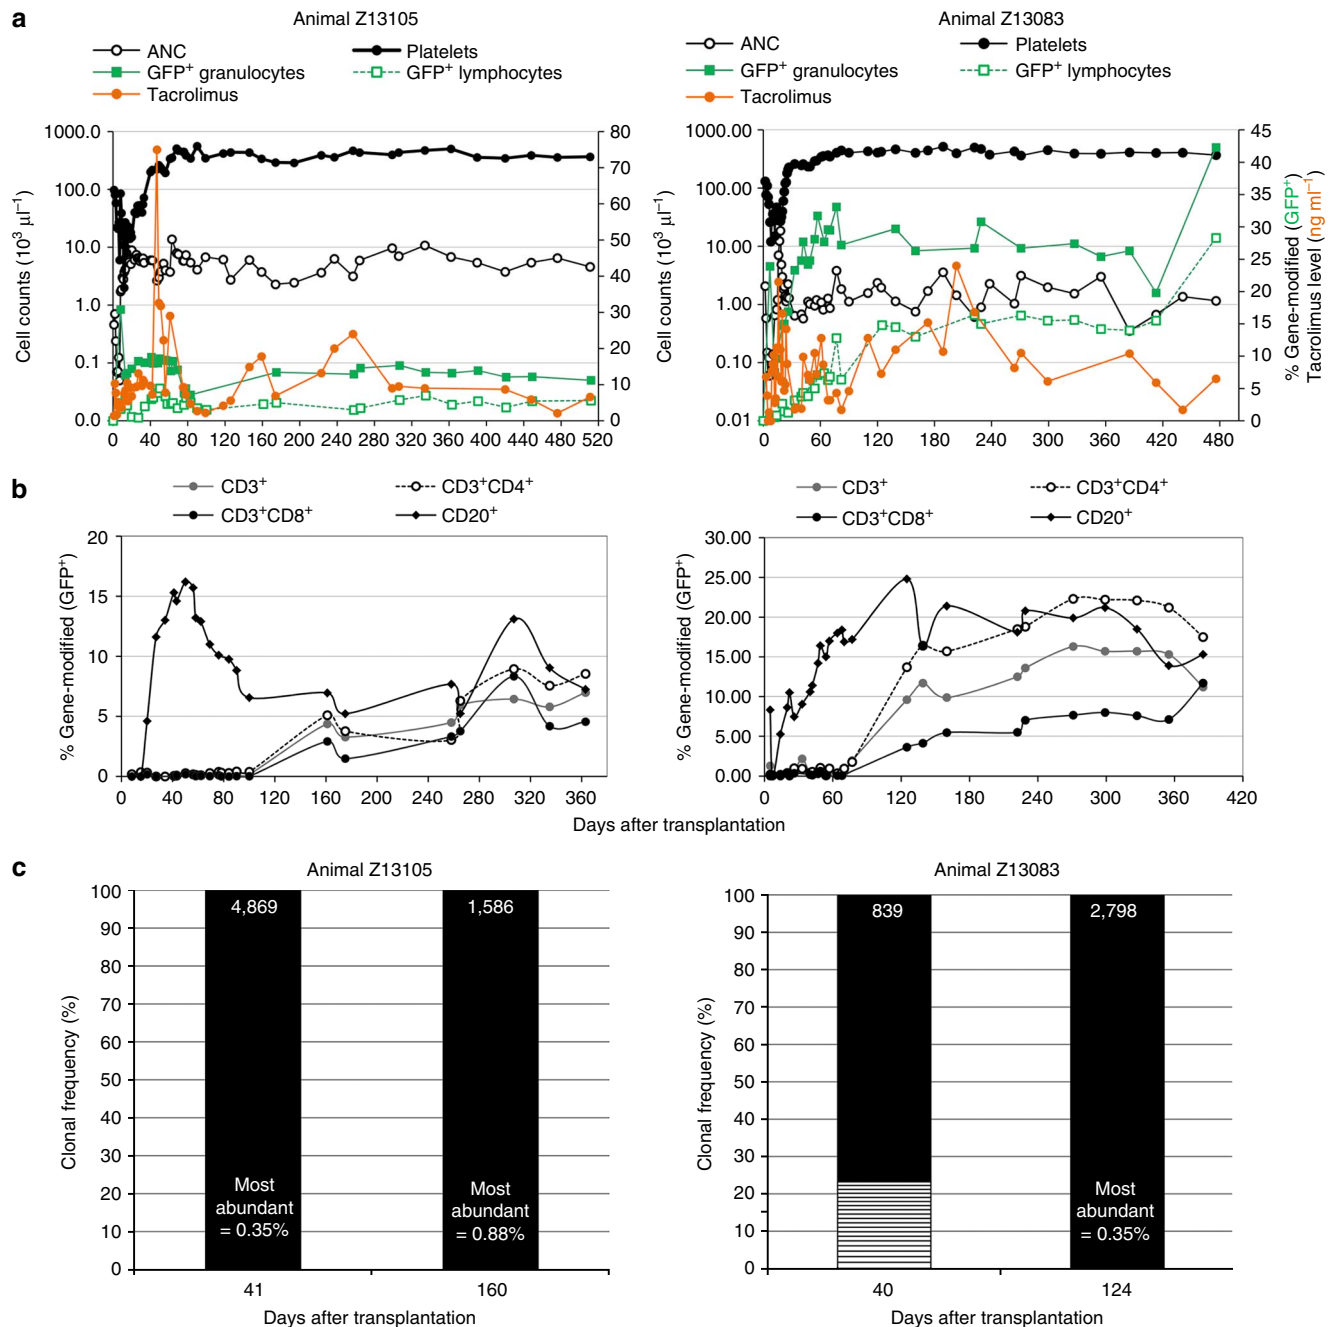 a
Animal Z13105
ANC
Platelets
GFP+ granulocytes
GFP+ lymphocytes
Tacrolimus
Cell counts (10³ µl⁻¹)
1000.0
100.0
10.0
1.0
0.1
0.0
80
70
60
50
40
30
20
10
0
0 40 80 120 160 200 240 280 320 360 400 440 480 520
Animal Z13083
ANC
Platelets
GFP+ granulocytes
GFP+ lymphocytes
Tacrolimus
Cell counts (10³ µl⁻¹)
1000.00
100.00
10.00
1.00
0.10
0.01
45
40
35
30
25
20
15
10
5
0
% Gene-modified (GFP+)
Tacrolimus level (ng ml⁻¹)
0 60 120 180 240 300 360 420 480
b
CD3+
CD3+CD4+
CD3+CD8+
CD20+
% Gene-modified (GFP+)
20
15
10
5
0
0 40 80 120 160 200 240 280 320 360
CD3+
CD3+CD4+
CD3+CD8+
CD20+
% Gene-modified (GFP+)
30.00
25.00
20.00
15.00
10.00
5.00
0.00
0 60 120 180 240 300 360 420
Days after transplantation
c
Animal Z13105
Clonal frequency (%)
100
90
80
70
60
50
40
30
20
10
0
4,869
Most
abundant
= 0.35%
1,586
Most
abundant
= 0.88%
41 160
Days after transplantation
Animal Z13083
Clonal frequency (%)
100
90
80
70
60
50
40
30
20
10
0
839
2,798
Most
abundant
= 0.35%
40 124
Days after transplantation